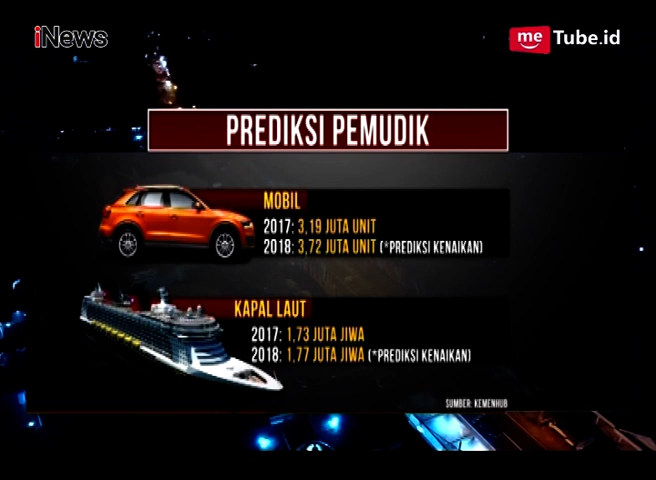 iNews
me Tube.id
PREDIKSI PEMUDIK
MOBIL
2017: 3,19 JUTA UNIT
2018: 3,72 JUTA UNIT (*PREDIKSI KENAIKAN)
KAPAL LAUT
2017: 1,73 JUTA JIWA
2018: 1,77 JUTA JIWA (*PREDIKSI KENAIKAN)
SUMBER: KEMENHUB